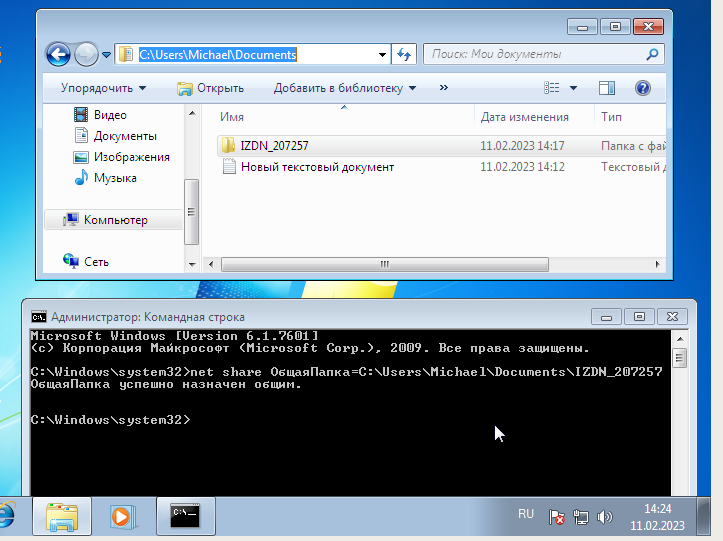 C:\Users\Michael\Documents
Поиск: Мои документы
Упорядочить
Открыть
Добавить в библиотеку
»
Видео
Документы
Изображения
Музыка
Компьютер
Сеть
Имя
Дата изменения
Тип
IZDN_207257
11.02.2023 14:17
Папка с фай
Новый текстовый документ
11.02.2023 14:12
Текстовый д
Администратор: Командная строка
Microsoft Windows [Version 6.1.7601]
(c) Корпорация Майкрософт (Microsoft Corp.), 2009. Все права защищены.
C:\Windows\system32>net share ОбщаяПапка=C:\Users\Michael\Documents\IZDN_207257
ОбщаяПапка успешно назначен общим.
C:\Windows\system32>
RU
14:24
11.02.2023